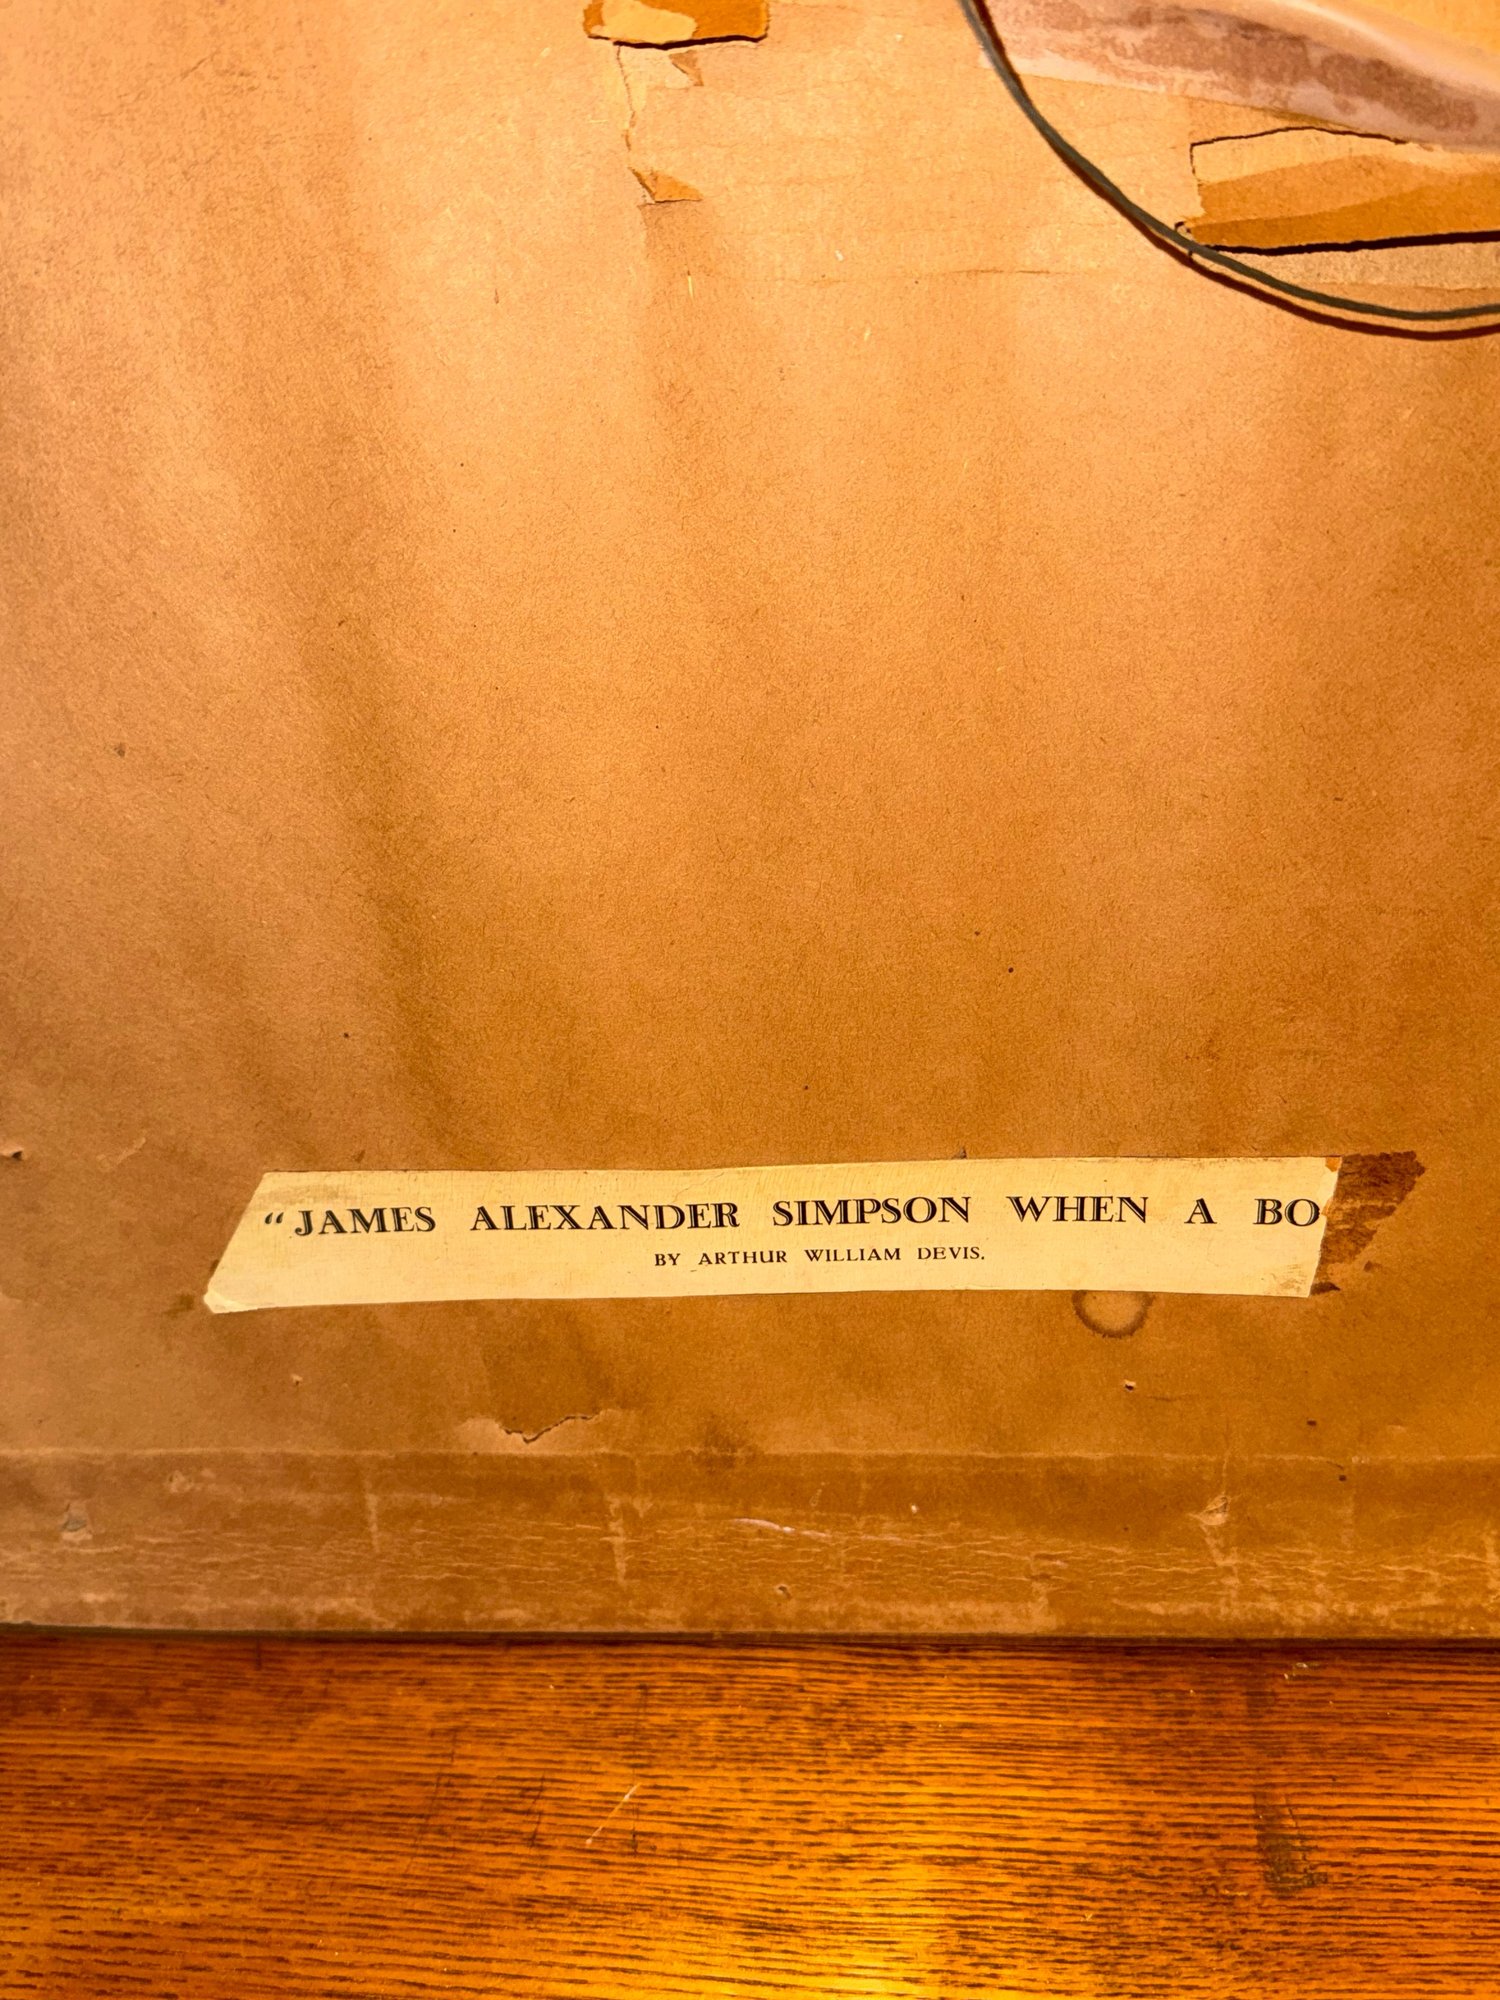 “JAMES ALEXANDER SIMPSON WHEN A BO
BY ARTHUR WILLIAM DEVIS.